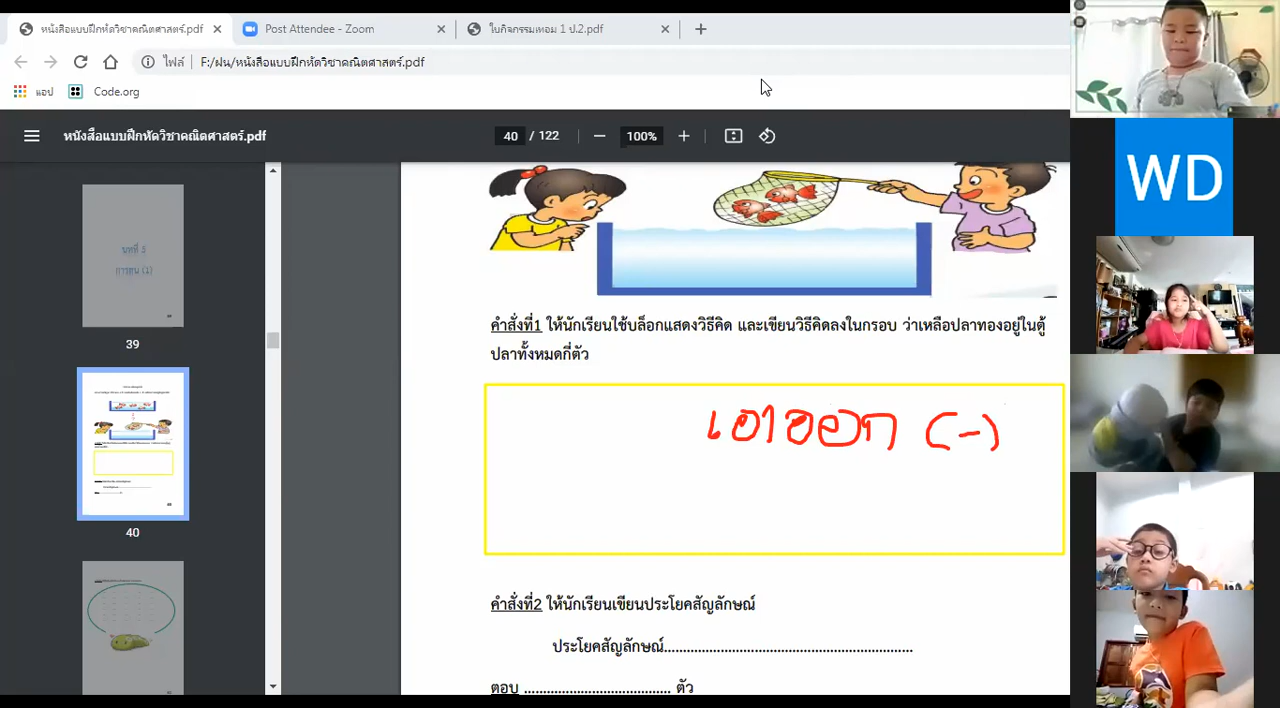 หนังสือแบบฝึกหัดวิชาคณิตศาสตร์.pdf
Post Attendee - Zoom
ใบกิจกรรมเทอม 1 ป.2.pdf
ไฟล์ F:/ฝน/หนังสือแบบฝึกหัดวิชาคณิตศาสตร์.pdf
แอป Code.org
หนังสือแบบฝึกหัดวิชาคณิตศาสตร์.pdf
40 / 122
100%
WD
39
40
คำสั่งที่1 ให้นักเรียนใช้บล็อกแสดงวิธีคิด และเขียนวิธีคิดลงในกรอบ ว่าเหลือปลาทองอยู่ในตู้
ปลาทั้งหมดกี่ตัว
เอาออก (-)
คำสั่งที่2 ให้นักเรียนเขียนประโยคสัญลักษณ์
ประโยคสัญลักษณ์..............................................................
ตอบ ..................................... ตัว